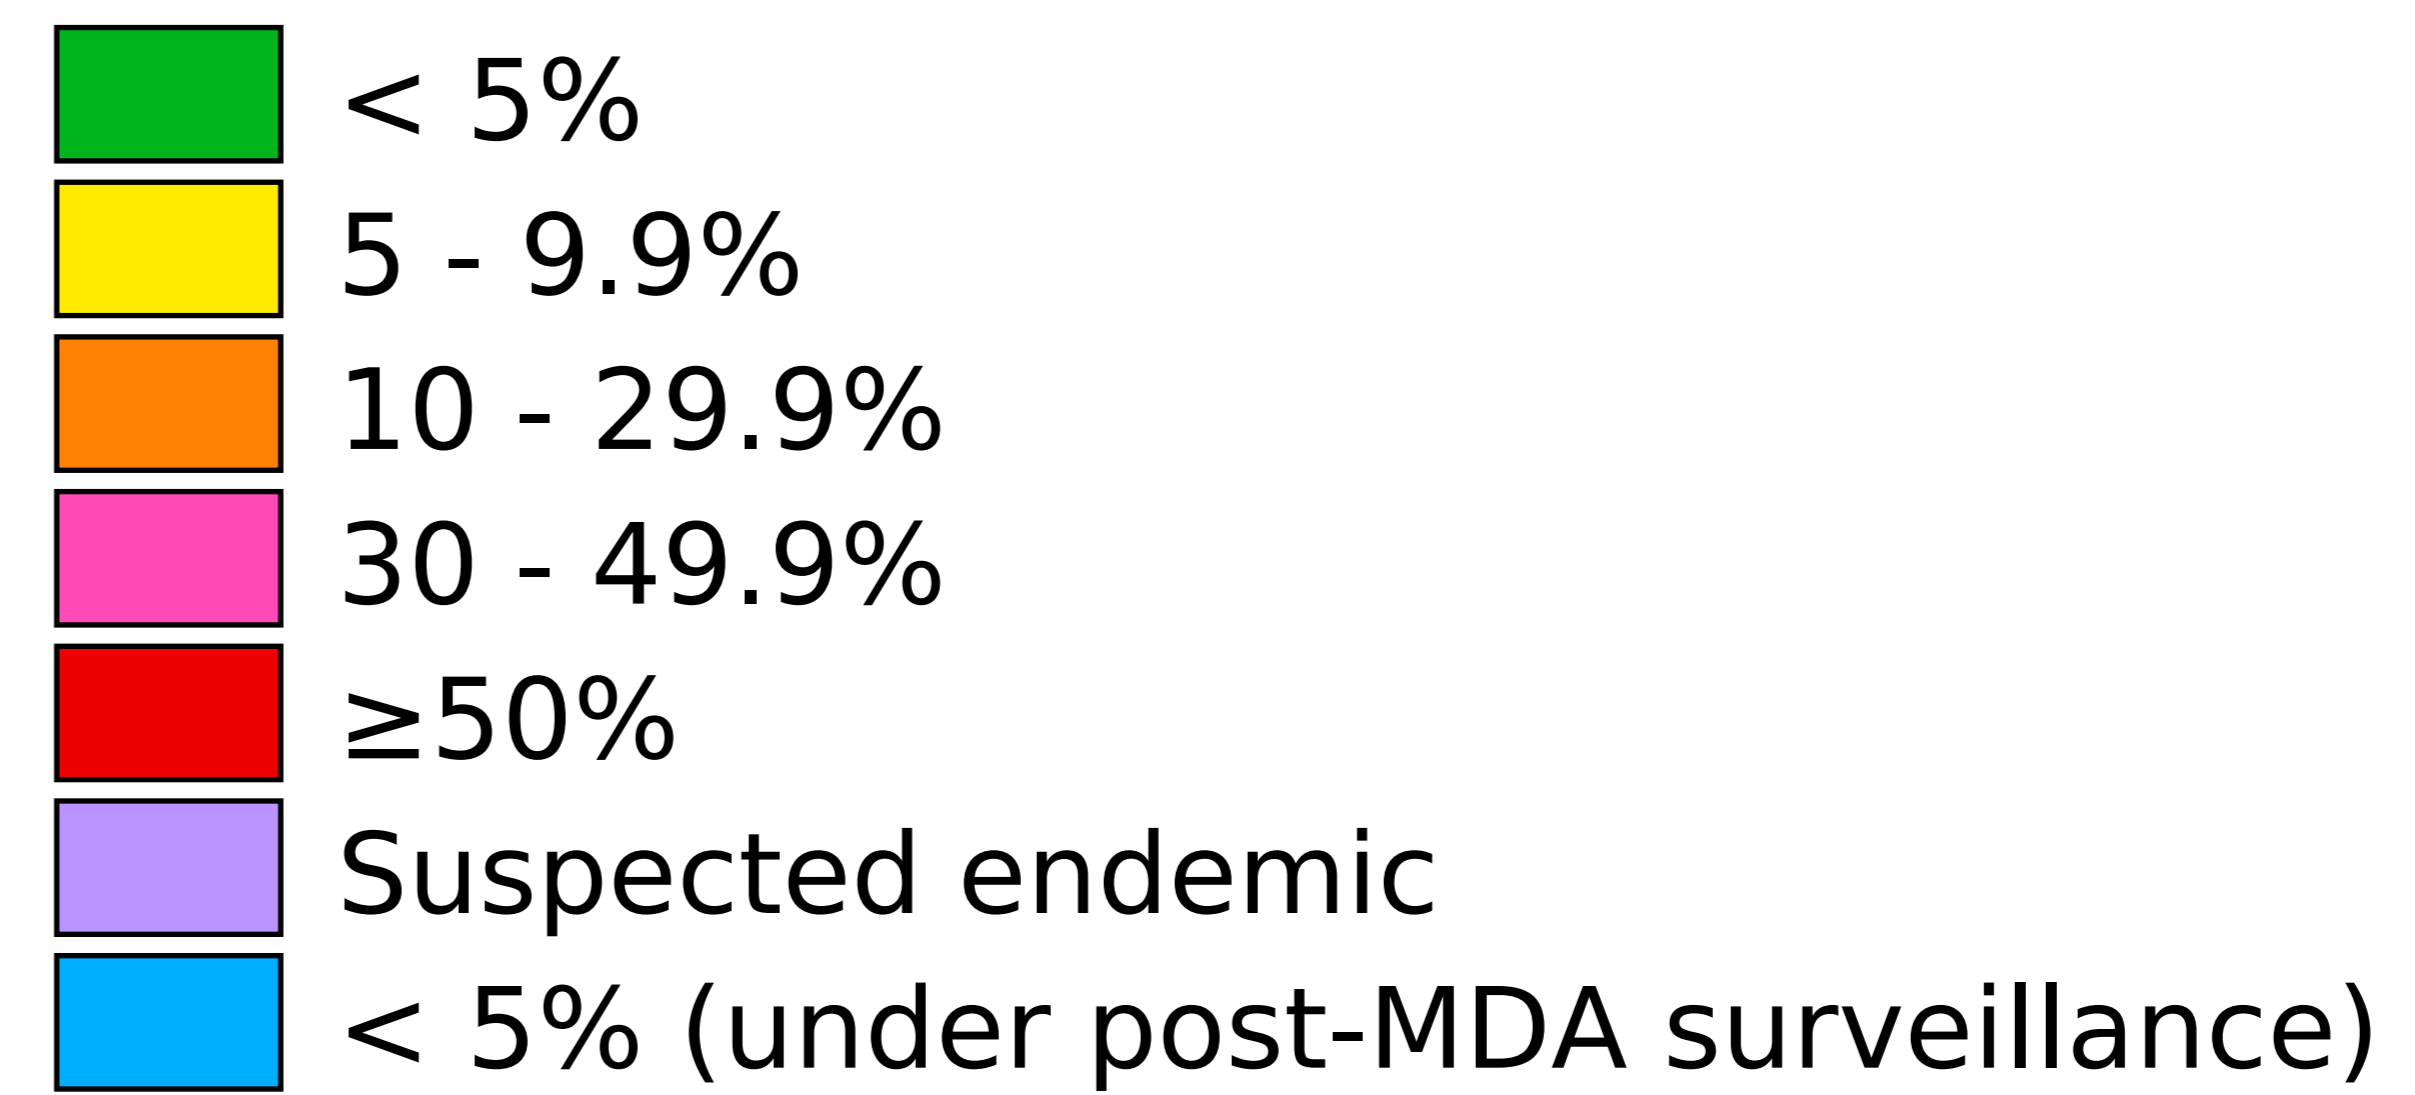 < 5%
5 - 9.9%
10 - 29.9%
30 - 49.9%
≥50%
Suspected endemic
< 5% (under post-MDA surveillance)